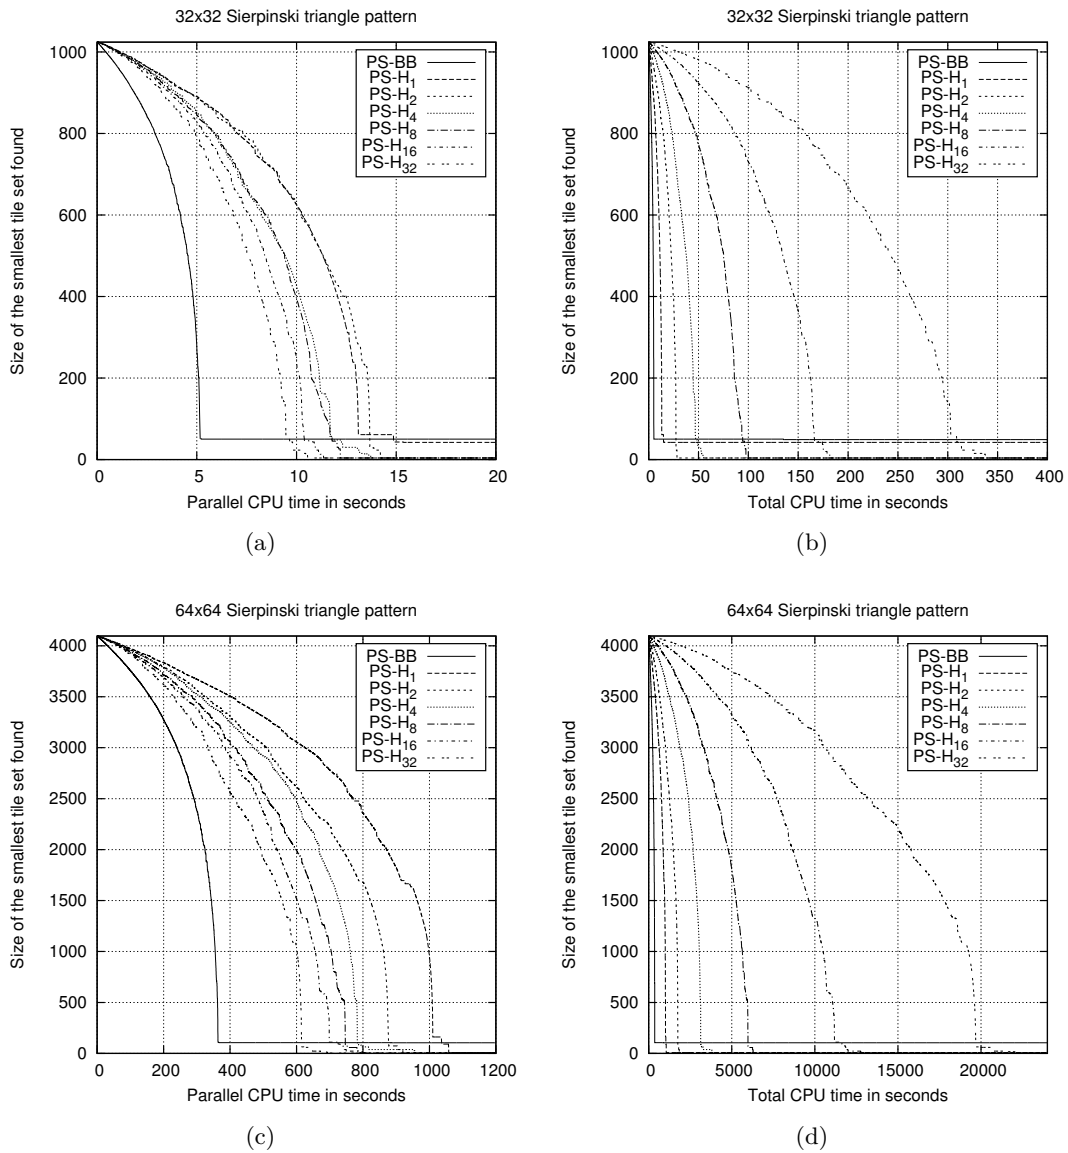 32x32 Sierpinski triangle pattern
Size of the smallest tile set found
1000
800
600
400
200
0
0 5 10 15 20
Parallel CPU time in seconds
PS-BB
PS-H1
PS-H2
PS-H4
PS-H8
PS-H16
PS-H32
(a)
32x32 Sierpinski triangle pattern
Size of the smallest tile set found
1000
800
600
400
200
0
0 50 100 150 200 250 300 350 400
Total CPU time in seconds
PS-BB
PS-H1
PS-H2
PS-H4
PS-H8
PS-H16
PS-H32
(b)
64x64 Sierpinski triangle pattern
Size of the smallest tile set found
4000
3500
3000
2500
2000
1500
1000
500
0
0 200 400 600 800 1000 1200
Parallel CPU time in seconds
PS-BB
PS-H1
PS-H2
PS-H4
PS-H8
PS-H16
PS-H32
(c)
64x64 Sierpinski triangle pattern
Size of the smallest tile set found
4000
3500
3000
2500
2000
1500
1000
500
0
0 5000 10000 15000 20000
Total CPU time in seconds
PS-BB
PS-H1
PS-H2
PS-H4
PS-H8
PS-H16
PS-H32
(d)